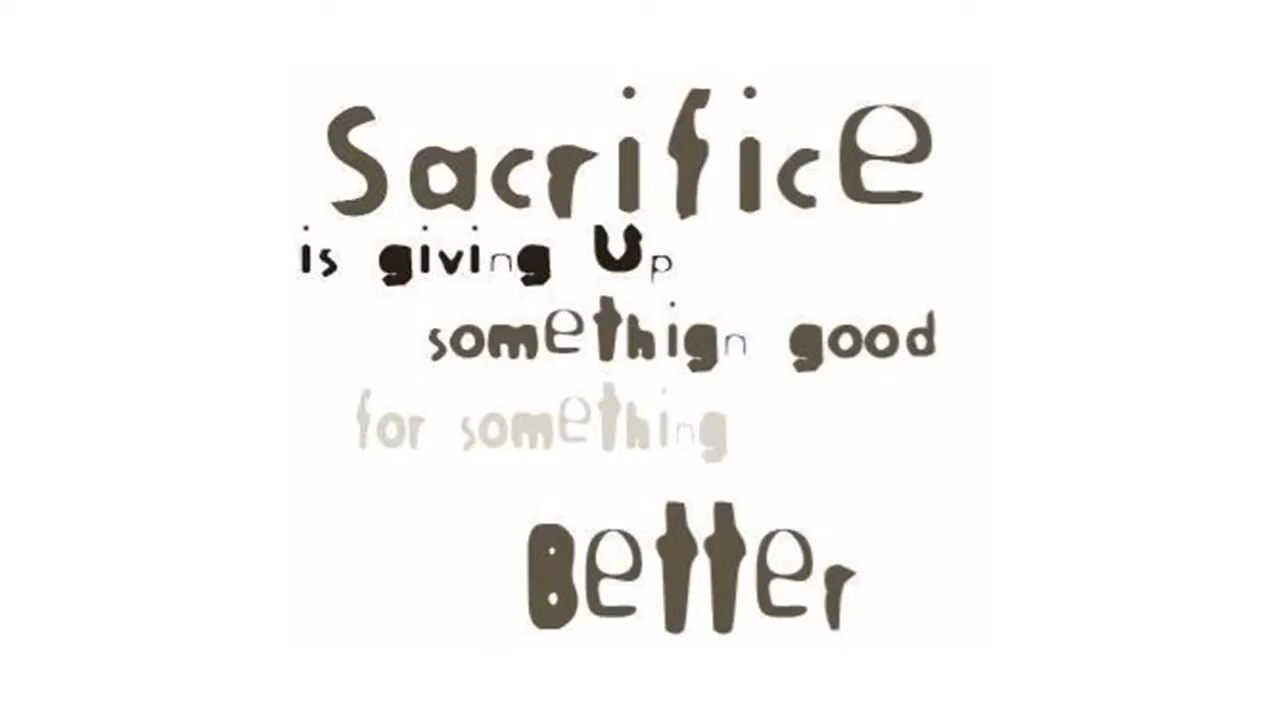 Sacrifice
is giving Up
somethign good
for something
Better